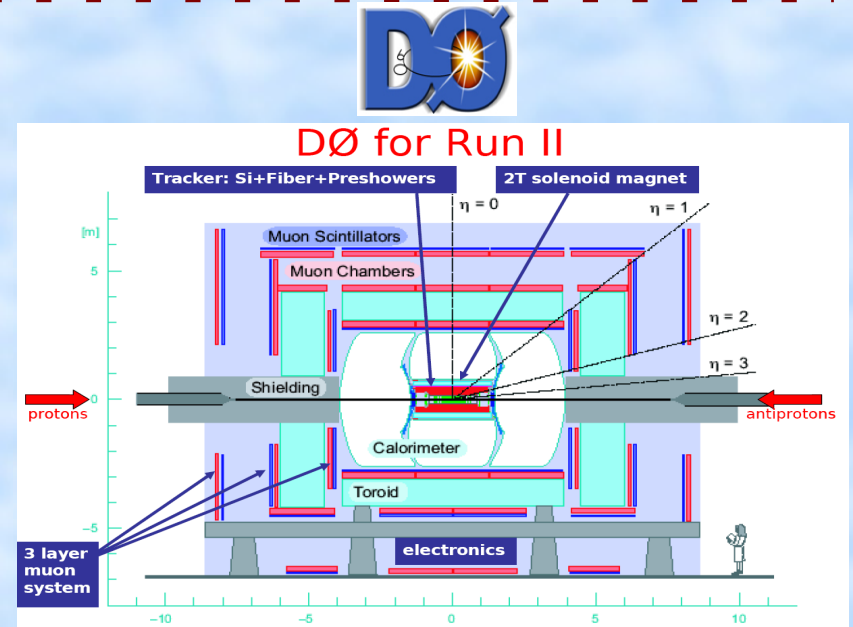 DØ
DØ for Run II
Tracker: Si+Fiber+Preshowers
2T solenoid magnet
η = 0
η = 1
[m]
Muon Scintillators
5
Muon Chambers
η = 2
η = 3
Shielding
0
protons
antiprotons
Calorimeter
Toroid
−5
electronics
3 layer
muon
system
−10
−5
0
5
10